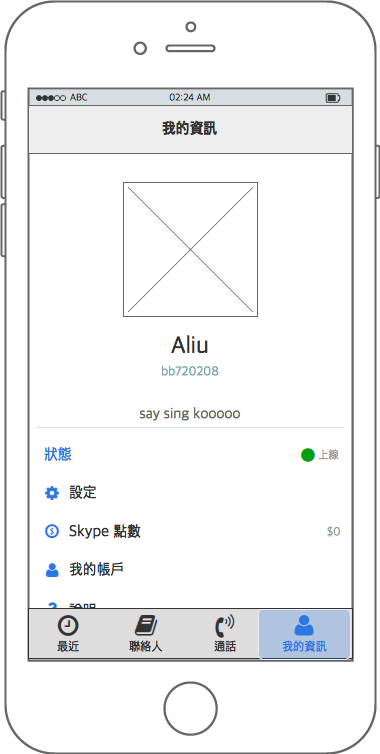 ABC 02:24 AM
我的資訊
Aliu
bb720208
say sing kooooo
狀態 上線
設定
Skype 點數 $0
我的帳戶
說明
最近 聯絡人 通話 我的資訊